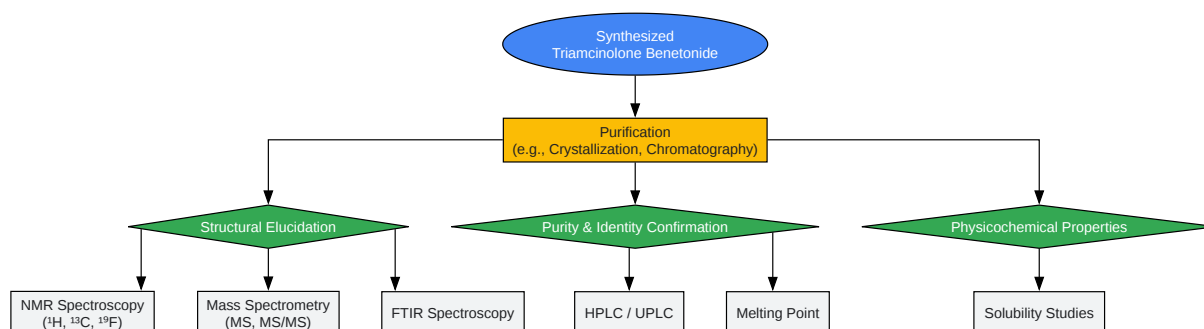 Synthesized
Triamcinolone Benetonide
Purification
(e.g., Crystallization, Chromatography)
Structural Elucidation
Purity & Identity Confirmation
Physicochemical Properties
NMR Spectroscopy
(¹H, ¹³C, ¹⁹F)
Mass Spectrometry
(MS, MS/MS)
FTIR Spectroscopy
HPLC / UPLC
Melting Point
Solubility Studies